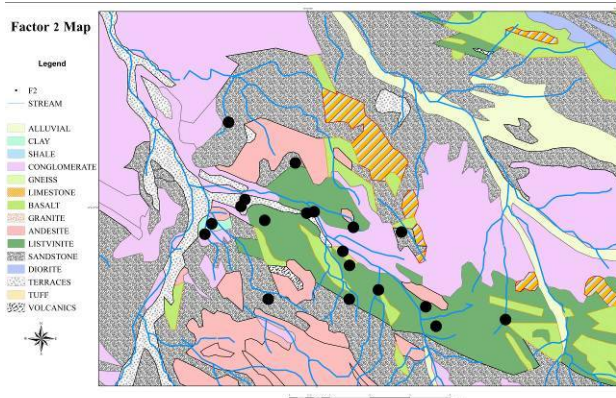 Factor 2 Map
Legend
F2
STREAM
ALLUVIAL
CLAY
SHALE
CONGLOMERATE
GNEISS
LIMESTONE
BASALT
GRANITE
ANDESITE
LISTVINITE
SANDSTONE
DIORITE
TERRACES
TUFF
VOLCANICS